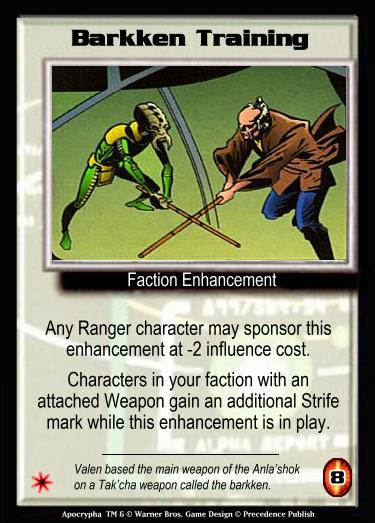 Barkken Training
Faction Enhancement
Any Ranger character may sponsor this
enhancement at -2 influence cost.
Characters in your faction with an
attached Weapon gain an additional Strife
mark while this enhancement is in play.
Valen based the main weapon of the Anla'shok
on a Tak'cha weapon called the barkken.
8
Apocrypha TM & © Warner Bros. Game Design © Precedence Publish